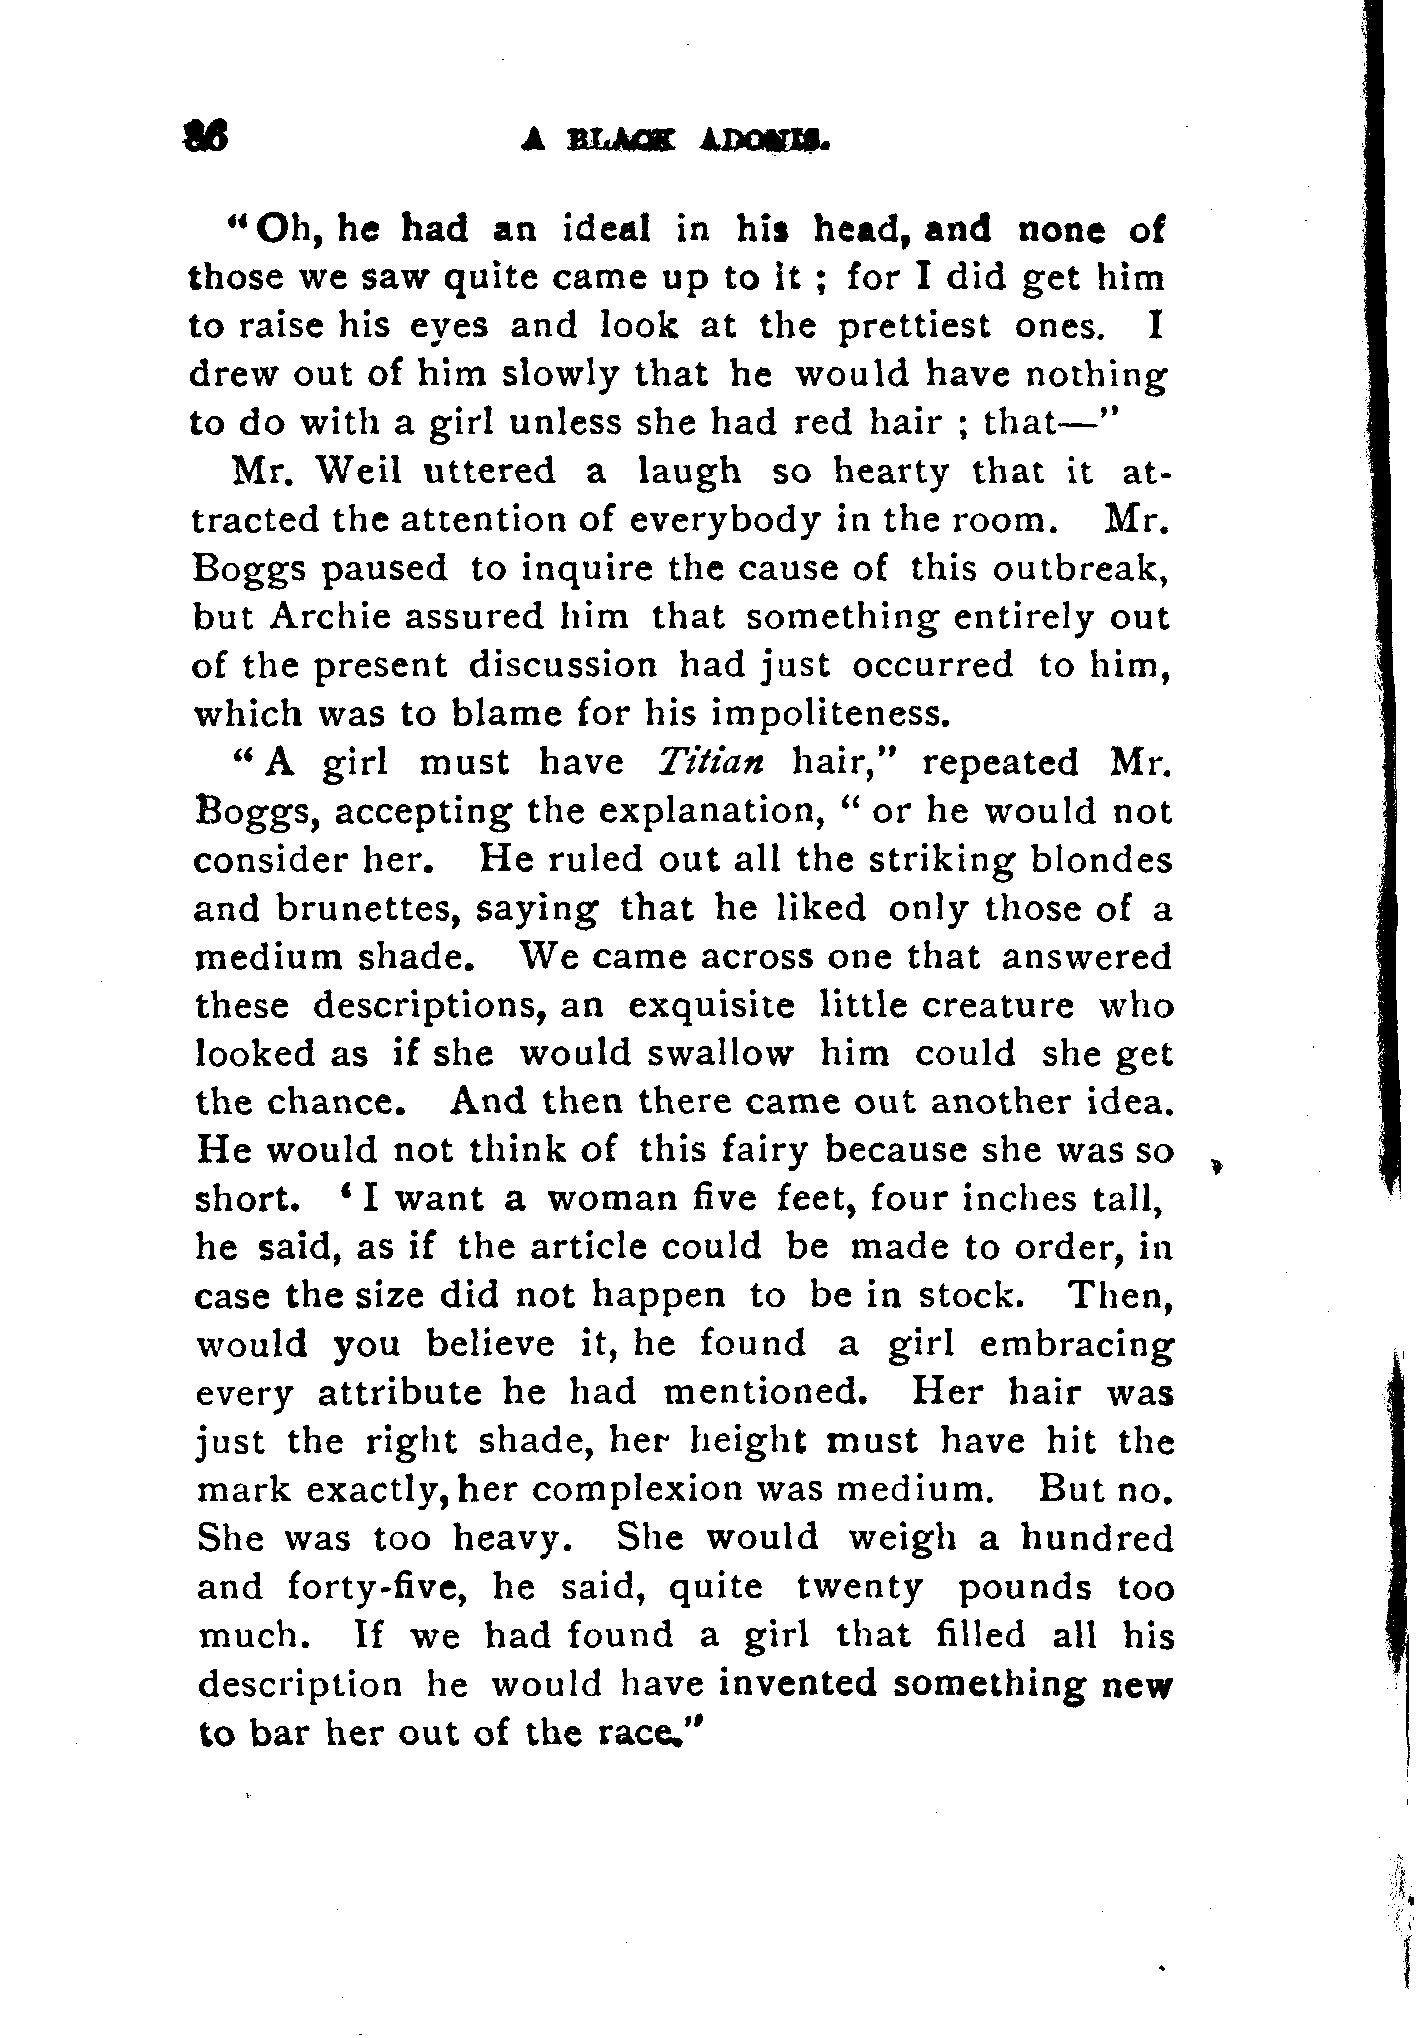 86 A BLACK ADONIS.
"Oh, he had an ideal in his head, and none of
those we saw quite came up to it ; for I did get him
to raise his eyes and look at the prettiest ones. I
drew out of him slowly that he would have nothing
to do with a girl unless she had red hair ; that—"
Mr. Weil uttered a laugh so hearty that it at-
tracted the attention of everybody in the room. Mr.
Boggs paused to inquire the cause of this outbreak,
but Archie assured him that something entirely out
of the present discussion had just occurred to him,
which was to blame for his impoliteness.
"A girl must have Titian hair," repeated Mr.
Boggs, accepting the explanation, "or he would not
consider her. He ruled out all the striking blondes
and brunettes, saying that he liked only those of a
medium shade. We came across one that answered
these descriptions, an exquisite little creature who
looked as if she would swallow him could she get
the chance. And then there came out another idea.
He would not think of this fairy because she was so
short. 'I want a woman five feet, four inches tall,
he said, as if the article could be made to order, in
case the size did not happen to be in stock. Then,
would you believe it, he found a girl embracing
every attribute he had mentioned. Her hair was
just the right shade, her height must have hit the
mark exactly, her complexion was medium. But no.
She was too heavy. She would weigh a hundred
and forty-five, he said, quite twenty pounds too
much. If we had found a girl that filled all his
description he would have invented something new
to bar her out of the race."